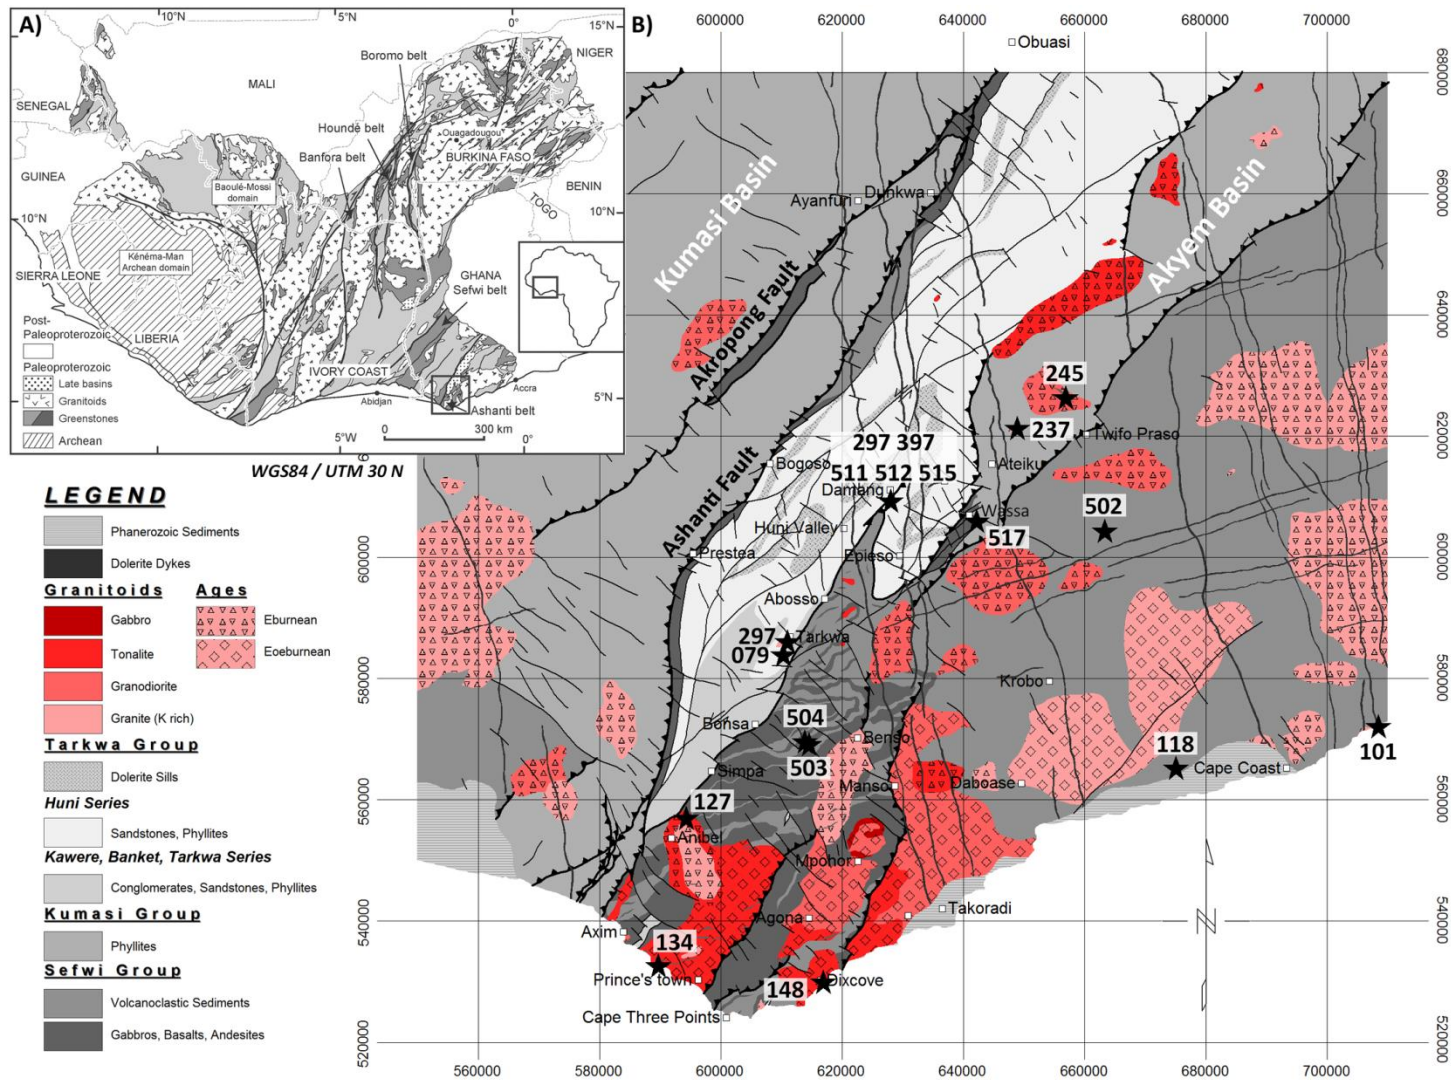 A)
10°N
5°N
0°
15°N
NIGER
Boromo belt
MALI
SENEGAL
Houndé belt
Ouagadougou
Banfora belt
BURKINA FASO
GUINEA
Baoulé-Mossi
domain
BENIN
TOGO
10°N
10°N
Kénéma-Man
Archean domain
SIERRA LEONE
GHANA
Sefwi belt
Post-
Paleoproterozoic
LIBERIA
Paleoproterozoic
IVORY COAST
Late basins
Granitoids
Accra
Abidjan
5°N
Greenstones
Ashanti belt
Archean
10°N
5°W
0
300 km
0°
WGS84 / UTM 30 N
LEGEND
Phanerozoic Sediments
Dolerite Dykes
Granitoids
Ages
Gabbro
Eburnean
Tonalite
Eoeburnean
Granodiorite
Granite (K rich)
Tarkwa Group
Dolerite Sills
Huni Series
Sandstones, Phyllites
Kawere, Banket, Tarkwa Series
Conglomerates, Sandstones, Phyllites
Kumasi Group
Phyllites
Sefwi Group
Volcanoclastic Sediments
Gabbros, Basalts, Andesites
B)
600000
620000
640000
660000
680000
700000
Obuasi
680000
Kumasi Basin
Akyem Basin
Ayanfuri
Dunkwa
660000
Akropong Fault
640000
245
237
Twifo Praso
620000
297 397
Bogoso
511 512 515
Ateiku
Damang
Ashanti Fault
502
Wassa
Huni Valley
517
Prestea
Epieso
600000
600000
Abosso
297
Tarkwa
079
580000
Krobo
580000
Bonsa
504
Benso
118
101
503
Simpa
Cape Coast
Manso
Daboase
560000
127
560000
Anibel
Mpohor
Takoradi
Agona
540000
Axim
134
540000
N
Prince's town
148
Dixcove
Cape Three Points
520000
520000
560000
580000
600000
620000
640000
660000
680000
700000